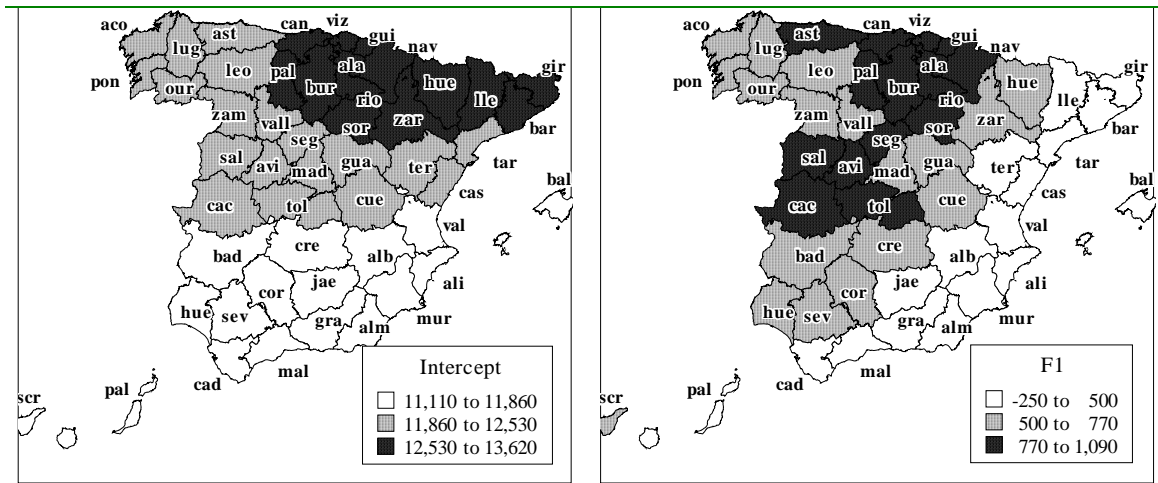 aco
lug
ast
can
viz
gui
nav
gir
pon
our
leo
pal
bur
ala
rio
hue
lle
bar
zam
vall
sor
zar
tar
seg
sal
avi
mad
gua
ter
cas
bal
cac
tol
cue
val
bad
cre
alb
ali
hue
sev
cor
jae
gra
alm
mur
mal
cad
pal
scr
Intercept
11,110 to 11,860
11,860 to 12,530
12,530 to 13,620
aco
lug
ast
can
viz
gui
nav
gir
pon
our
leo
pal
bur
ala
rio
hue
lle
bar
zam
vall
sor
zar
tar
seg
sal
avi
mad
gua
ter
cas
bal
cac
tol
cue
val
bad
cre
alb
ali
hue
sev
cor
jae
gra
alm
mur
mal
cad
pal
scr
F1
-250 to 500
500 to 770
770 to 1,090